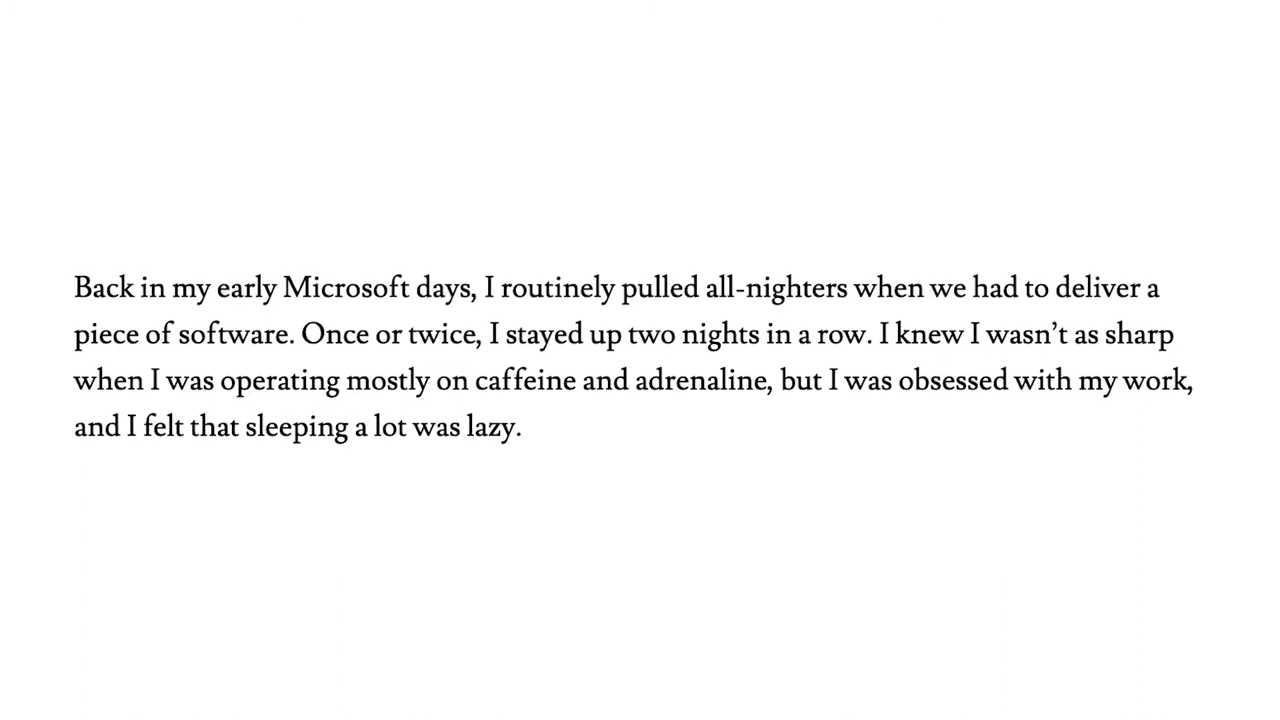 Back in my early Microsoft days, I routinely pulled all-nighters when we had to deliver a
piece of software. Once or twice, I stayed up two nights in a row. I knew I wasn’t as sharp
when I was operating mostly on caffeine and adrenaline, but I was obsessed with my work,
and I felt that sleeping a lot was lazy.